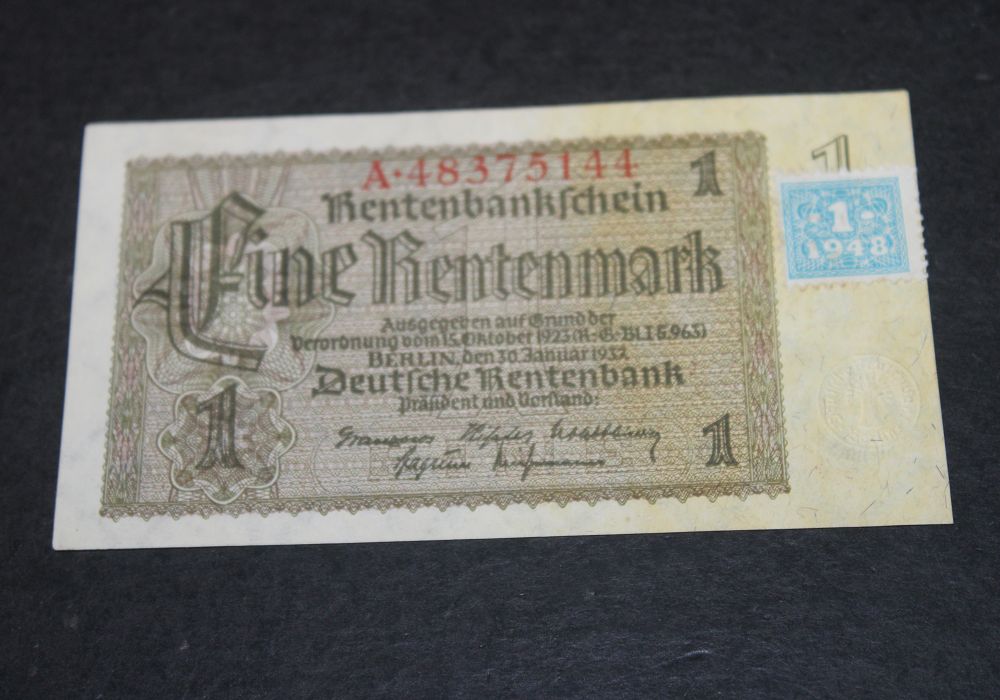 A·48375144
1
Rentenbankschein
Eine Rentenmark
Ausgegeben auf Grund der
Verordnung vom 15. Oktober 1923 (R.-G.-Bl. I S. 963)
BERLIN, den 30. Januar 1937
Deutsche Rentenbank
Präsident und Vorstand:
1
1
1
1
1948